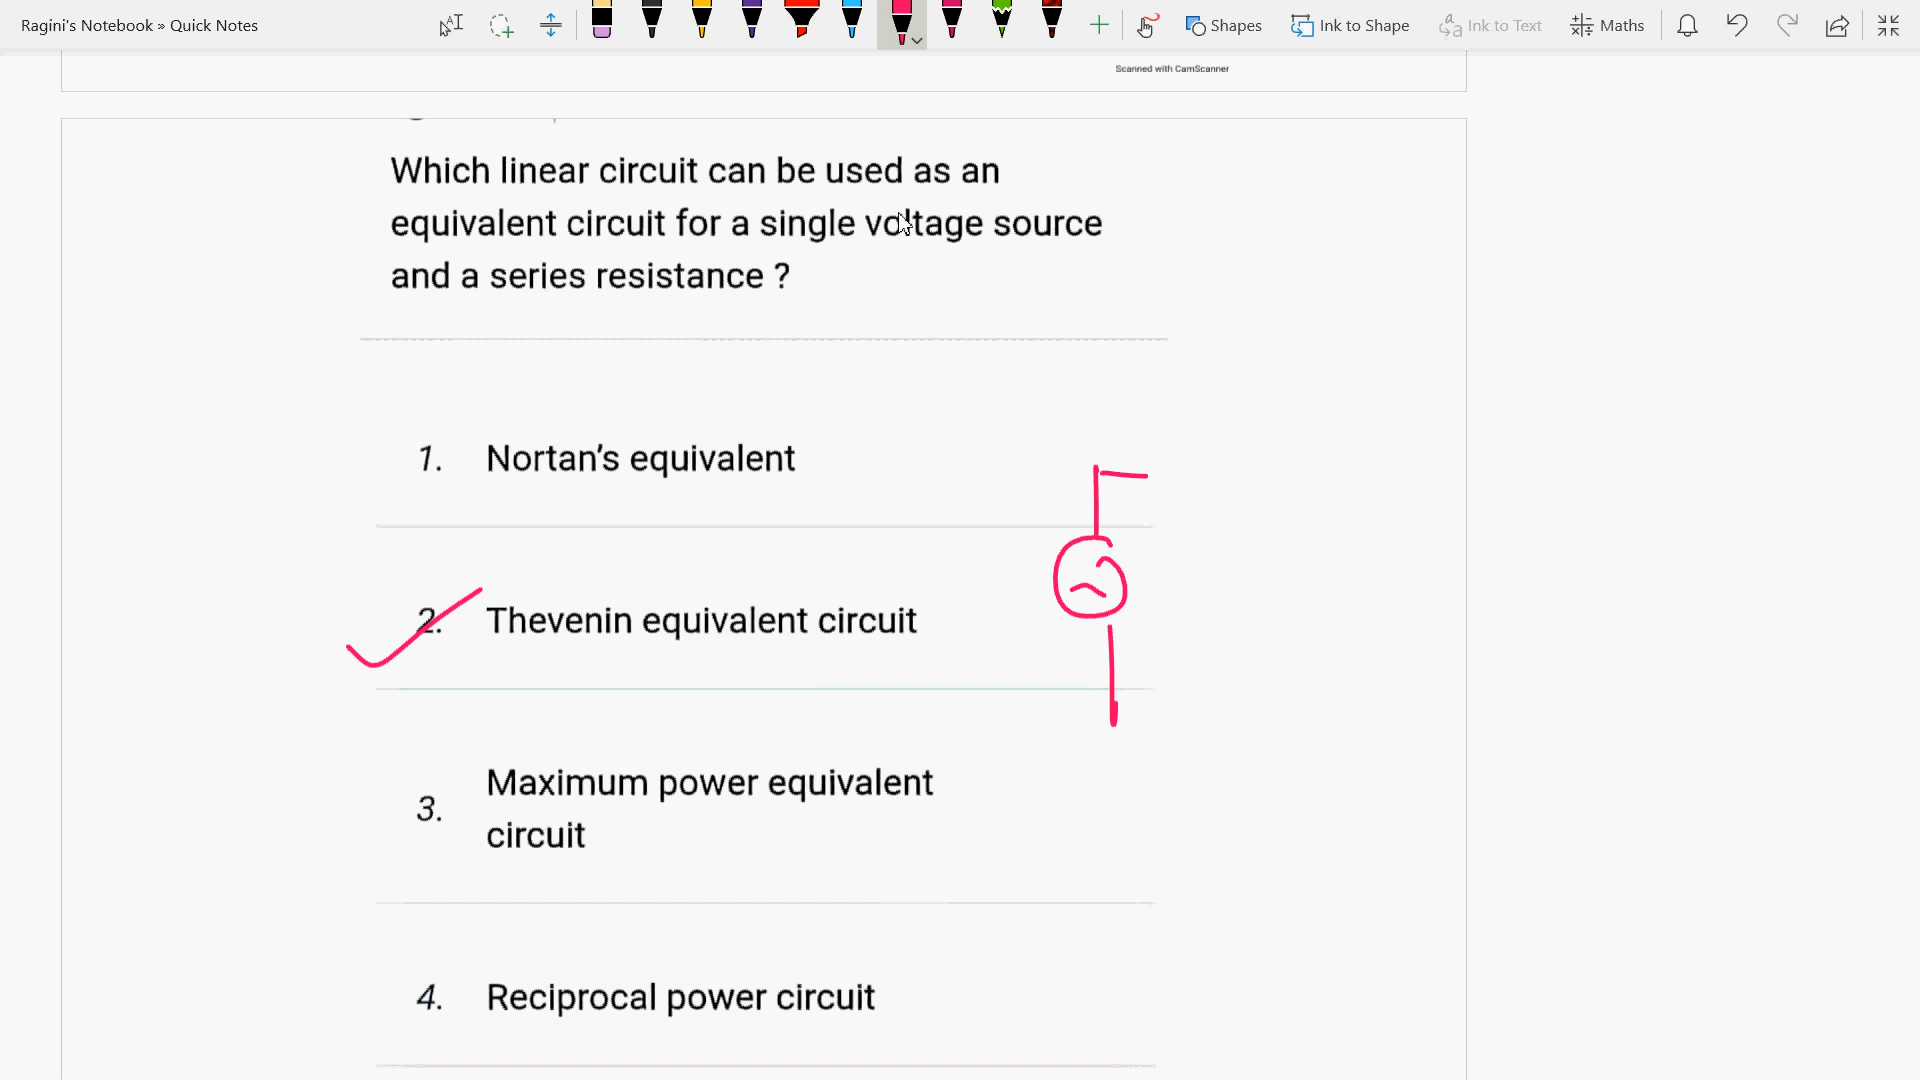 Ragini's Notebook » Quick Notes
Shapes
Ink to Shape
Ink to Text
Maths
Scanned with CamScanner
Which linear circuit can be used as an
equivalent circuit for a single voltage source
and a series resistance ?
1. Nortan's equivalent
2. Thevenin equivalent circuit
3. Maximum power equivalent
circuit
4. Reciprocal power circuit